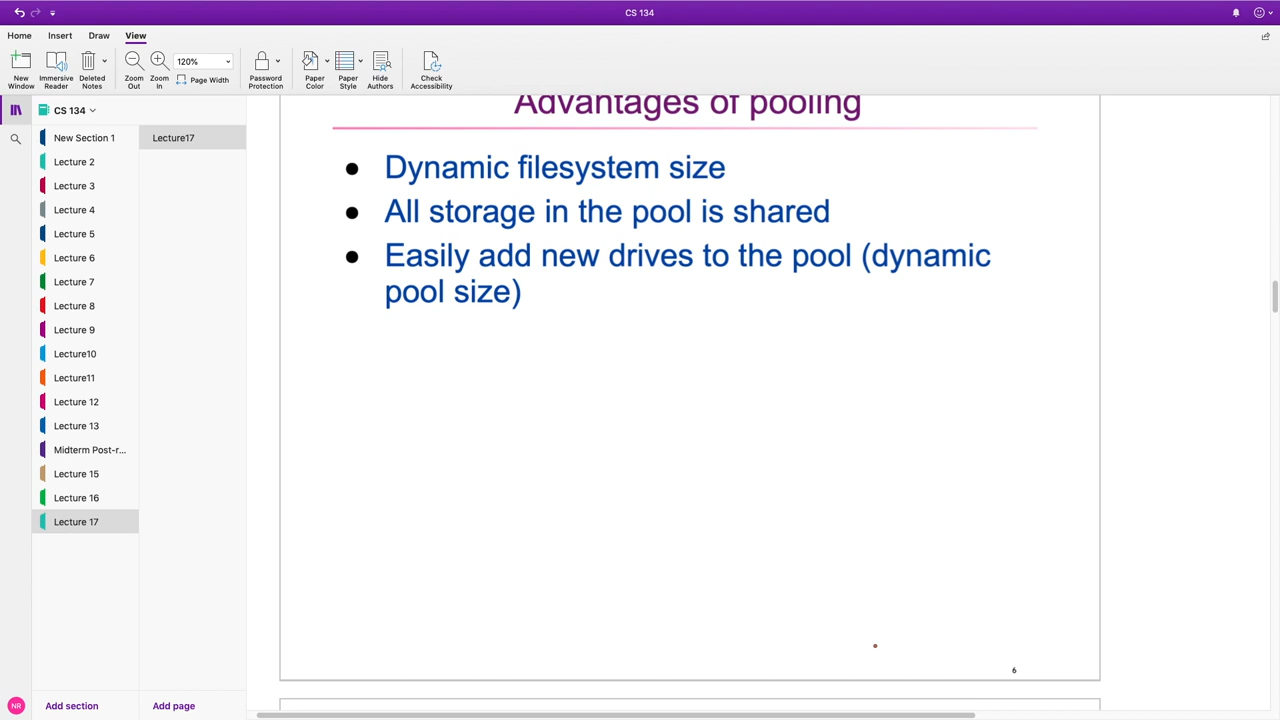 CS 134
Home Insert Draw View
120%
Page Width
New Window
Immersive Reader
Deleted Notes
Zoom Out
Zoom In
Password Protection
Paper Color
Paper Style
Hide Authors
Check Accessibility
CS 134
New Section 1
Lecture 2
Lecture 3
Lecture 4
Lecture 5
Lecture 6
Lecture 7
Lecture 8
Lecture 9
Lecture10
Lecture11
Lecture 12
Lecture 13
Midterm Post-r...
Lecture 15
Lecture 16
Lecture 17
NR
Add section
Lecture17
Add page
Advantages of pooling
● Dynamic filesystem size
● All storage in the pool is shared
● Easily add new drives to the pool (dynamic
pool size)
6